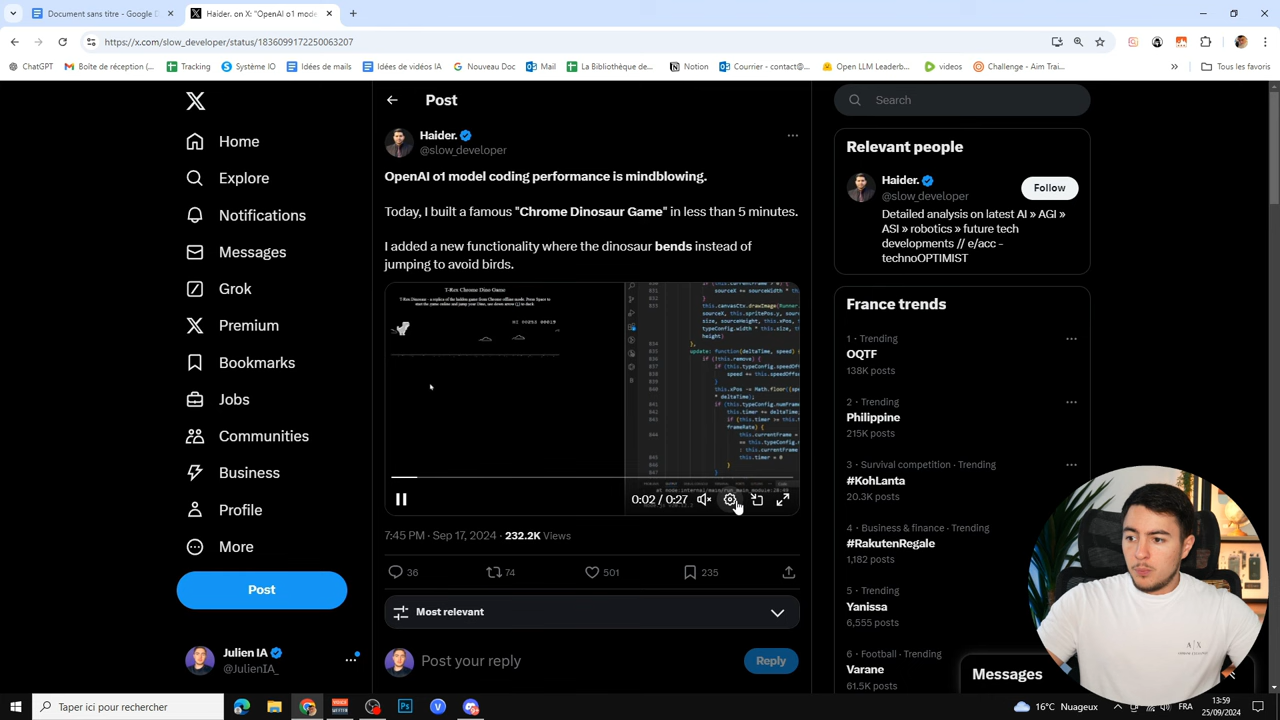 Document sans titre - Google D
Haider. on X: "OpenAI o1 mode
https://x.com/slow_developer/status/1836099172250063207
ChatGPT
Boîte de réception (...
Tracking
Système IO
Idées de mails
Idées de vidéos IA
Nouveau Doc
Mail
La Bibliothèque de...
Notion
Courrier - contact@...
Open LLM Leaderb...
videos
Challenge - Aim Trai...
Tous les favoris
Home
Explore
Notifications
Messages
Grok
Premium
Bookmarks
Jobs
Communities
Business
Profile
More
Post
Julien IA
@JulienIA_
Post
Haider.
@slow_developer
OpenAI o1 model coding performance is mindblowing.
Today, I built a famous "Chrome Dinosaur Game" in less than 5 minutes.
I added a new functionality where the dinosaur bends instead of
jumping to avoid birds.
T-Rex Chrome Dino Game
0:02 / 0:27
7:45 PM · Sep 17, 2024 · 232.2K Views
36
74
501
235
Most relevant
Post your reply
Reply
Search
Relevant people
Haider.
@slow_developer
Follow
Detailed analysis on latest AI » AGI »
ASI » robotics » future tech
developments // e/acc -
technoOPTIMIST
France trends
1 · Trending
OQTF
138K posts
2 · Trending
Philippine
215K posts
3 · Survival competition · Trending
#KohLanta
20.3K posts
4 · Business & finance · Trending
#RakutenRegale
1,182 posts
5 · Trending
Yanissa
6,555 posts
6 · Football · Trending
Varane
61.5K posts
Messages
Taper ici pour rechercher
16°C Nuageux
FRA
13:59
25/09/2024